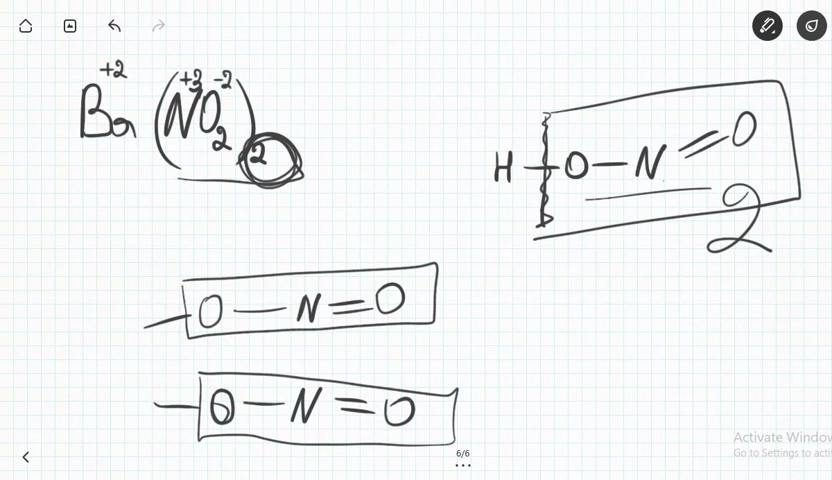 +2 +3 -2
Ba (NO2)2
H-O-N=O
2
-O-N=O
-O-N=O
6/6
Activate Windows
Go to Settings to acti